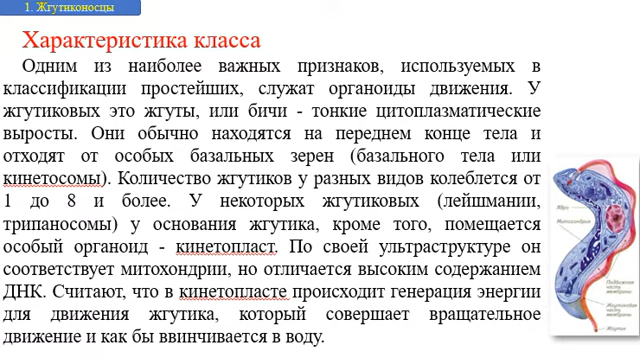 1. Жгутиконосцы
Характеристика класса
Одним из наиболее важных признаков, используемых в
классификации простейших, служат органоиды движения. У
жгутиковых это жгуты, или бичи - тонкие цитоплазматические
выросты. Они обычно находятся на переднем конце тела и
отходят от особых базальных зерен (базального тела или
кинетосомы). Количество жгутиков у разных видов колеблется от
1 до 8 и более. У некоторых жгутиковых (лейшмании,
трипаносомы) у основания жгутика, кроме того, помещается
особый органоид - кинетопласт. По своей ультраструктуре он
соответствует митохондрии, но отличается высоким содержанием
ДНК. Считают, что в кинетопласте происходит генерация энергии
для движения жгутика, который совершает вращательное
движение и как бы ввинчивается в воду.
Ядро
Митохондрия
Жгутик